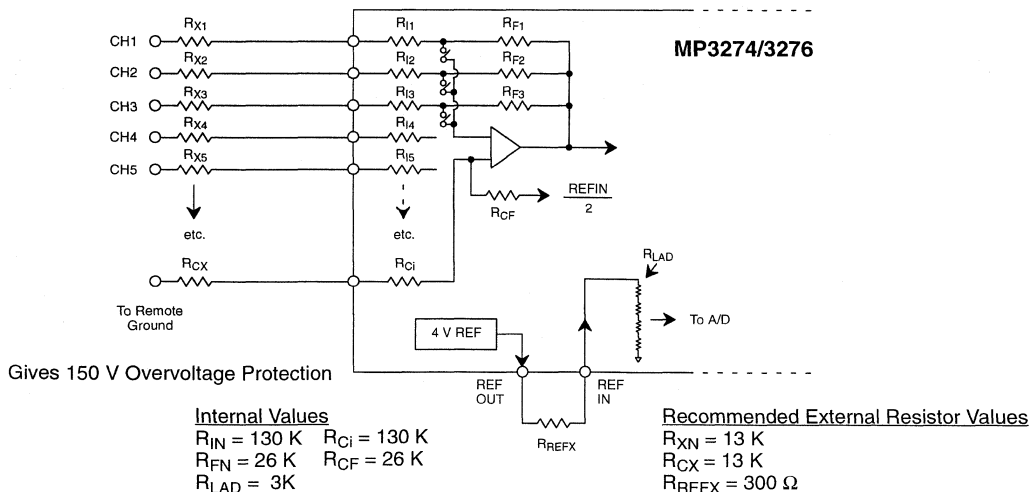 MP3274/3276
CH1 RX1 RI1 RF1
CH2 RX2 RI2 RF2
CH3 RX3 RI3 RF3
CH4 RX4 RI4
CH5 RX5 RI5
REFIN
2
RCF
etc. etc.
RCX RCi
RLAD
To Remote
Ground
To A/D
4 V REF
Gives 150 V Overvoltage Protection
REF
OUT
REF
IN
RREFX
Internal Values
RIN = 130 K RCi = 130 K
RFN = 26 K RCF = 26 K
RLAD = 3K
Recommended External Resistor Values
RXN = 13 K
RCX = 13 K
RREFX = 300 Ω